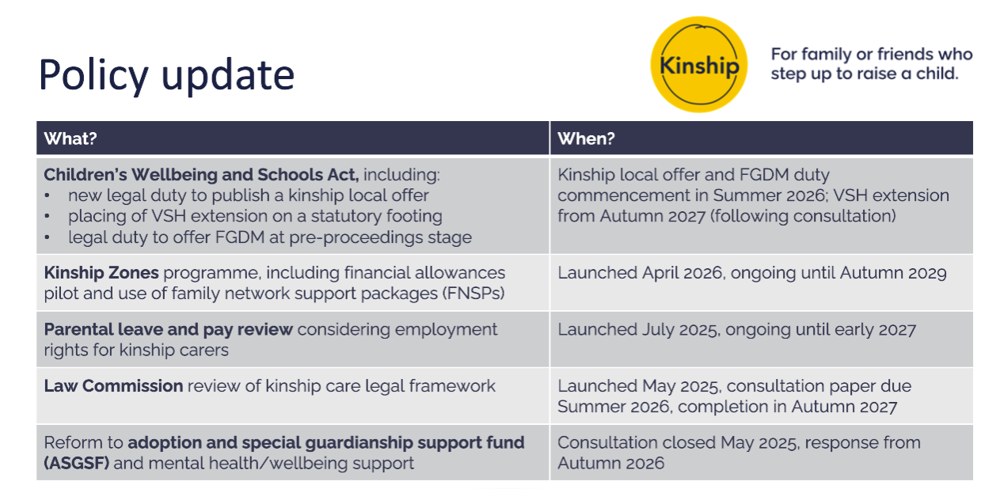 Policy update
Kinship
For family or friends who
step up to raise a child.
What?
When?
Children's Wellbeing and Schools Act, including:
• new legal duty to publish a kinship local offer
• placing of VSH extension on a statutory footing
• legal duty to offer FGDM at pre-proceedings stage
Kinship local offer and FGDM duty
commencement in Summer 2026; VSH extension
from Autumn 2027 (following consultation)
Kinship Zones programme, including financial allowances
pilot and use of family network support packages (FNSPs)
Launched April 2026, ongoing until Autumn 2029
Parental leave and pay review considering employment
rights for kinship carers
Launched July 2025, ongoing until early 2027
Law Commission review of kinship care legal framework
Launched May 2025, consultation paper due
Summer 2026, completion in Autumn 2027
Reform to adoption and special guardianship support fund
(ASGSF) and mental health/wellbeing support
Consultation closed May 2025, response from
Autumn 2026